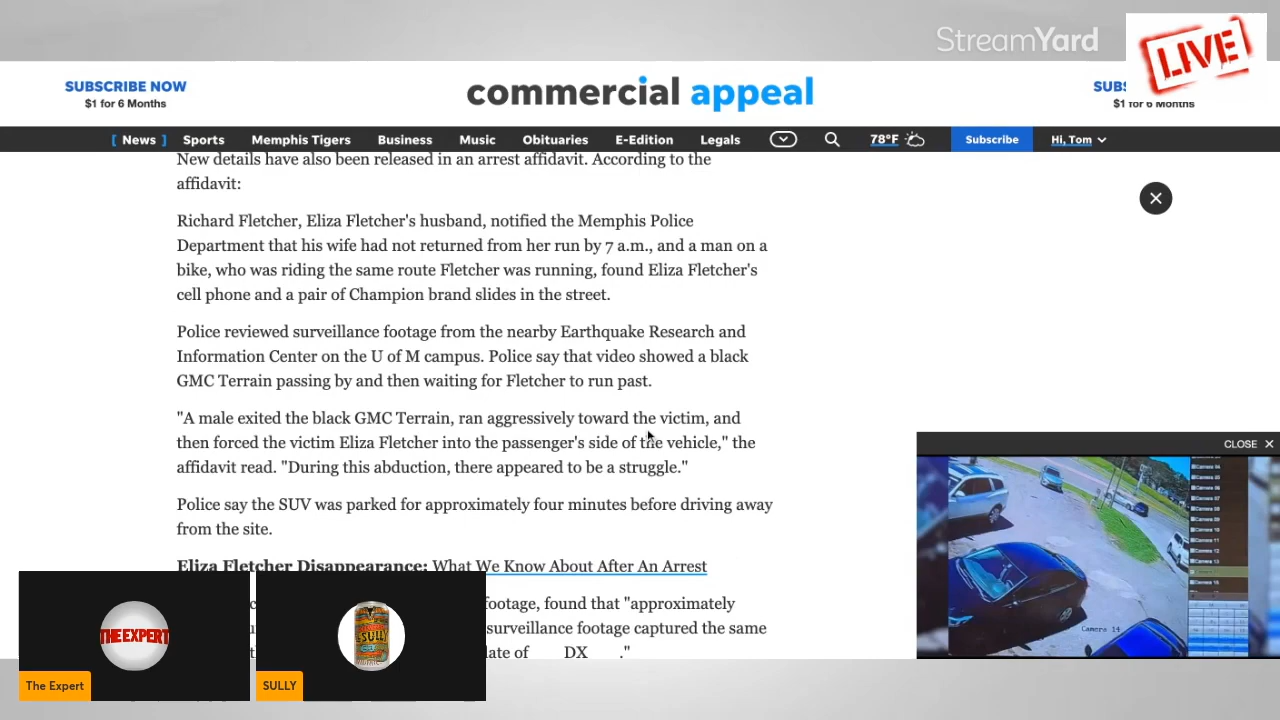 StreamYard
LIVE
SUBSCRIBE NOW
$1 for 6 Months
commercial appeal
SUBS
$1 for 6 Months
[ News ] Sports Memphis Tigers Business Music Obituaries E-Edition Legals 78°F Subscribe Hi, Tom
New details have also been released in an arrest affidavit. According to the
affidavit:
Richard Fletcher, Eliza Fletcher's husband, notified the Memphis Police
Department that his wife had not returned from her run by 7 a.m., and a man on a
bike, who was riding the same route Fletcher was running, found Eliza Fletcher's
cell phone and a pair of Champion brand slides in the street.
Police reviewed surveillance footage from the nearby Earthquake Research and
Information Center on the U of M campus. Police say that video showed a black
GMC Terrain passing by and then waiting for Fletcher to run past.
"A male exited the black GMC Terrain, ran aggressively toward the victim, and
then forced the victim Eliza Fletcher into the passenger's side of the vehicle," the
affidavit read. "During this abduction, there appeared to be a struggle."
CLOSE ×
Police say the SUV was parked for approximately four minutes before driving away
from the site.
Eliza Fletcher Disappearance: What We Know About After An Arrest
footage, found that "approximately
surveillance footage captured the same
late of DX ."
Camera 14
THE EXPERT
SULLY
The Expert
SULLY